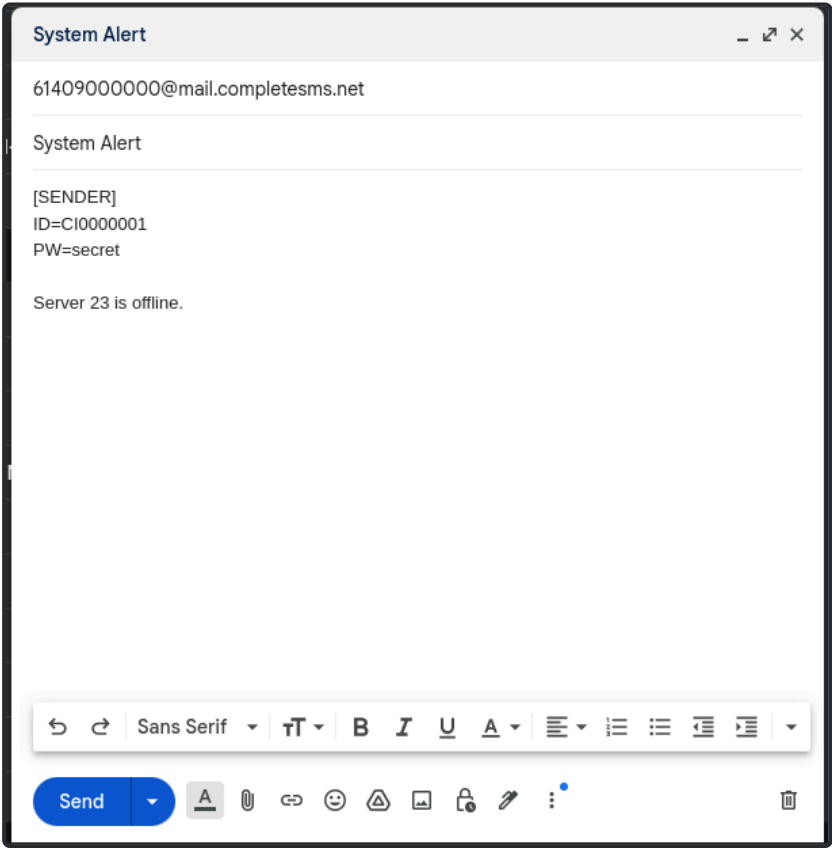 System Alert
61409000000@mail.completesms.net
System Alert
[SENDER]
ID=CI0000001
PW=secret
Server 23 is offline.
Sans Serif
Send